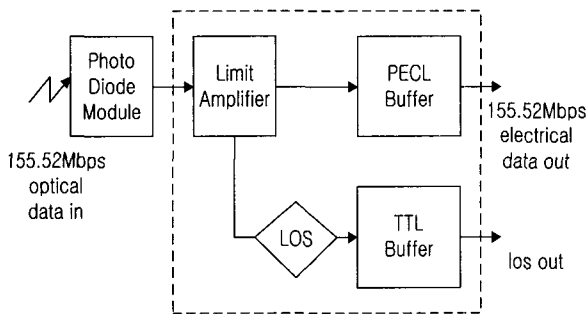 Photo
Diode
Module
Limit
Amplifier
PECL
Buffer
155.52Mbps
optical
data in
155.52Mbps
electrical
data out
LOS
TTL
Buffer
los out